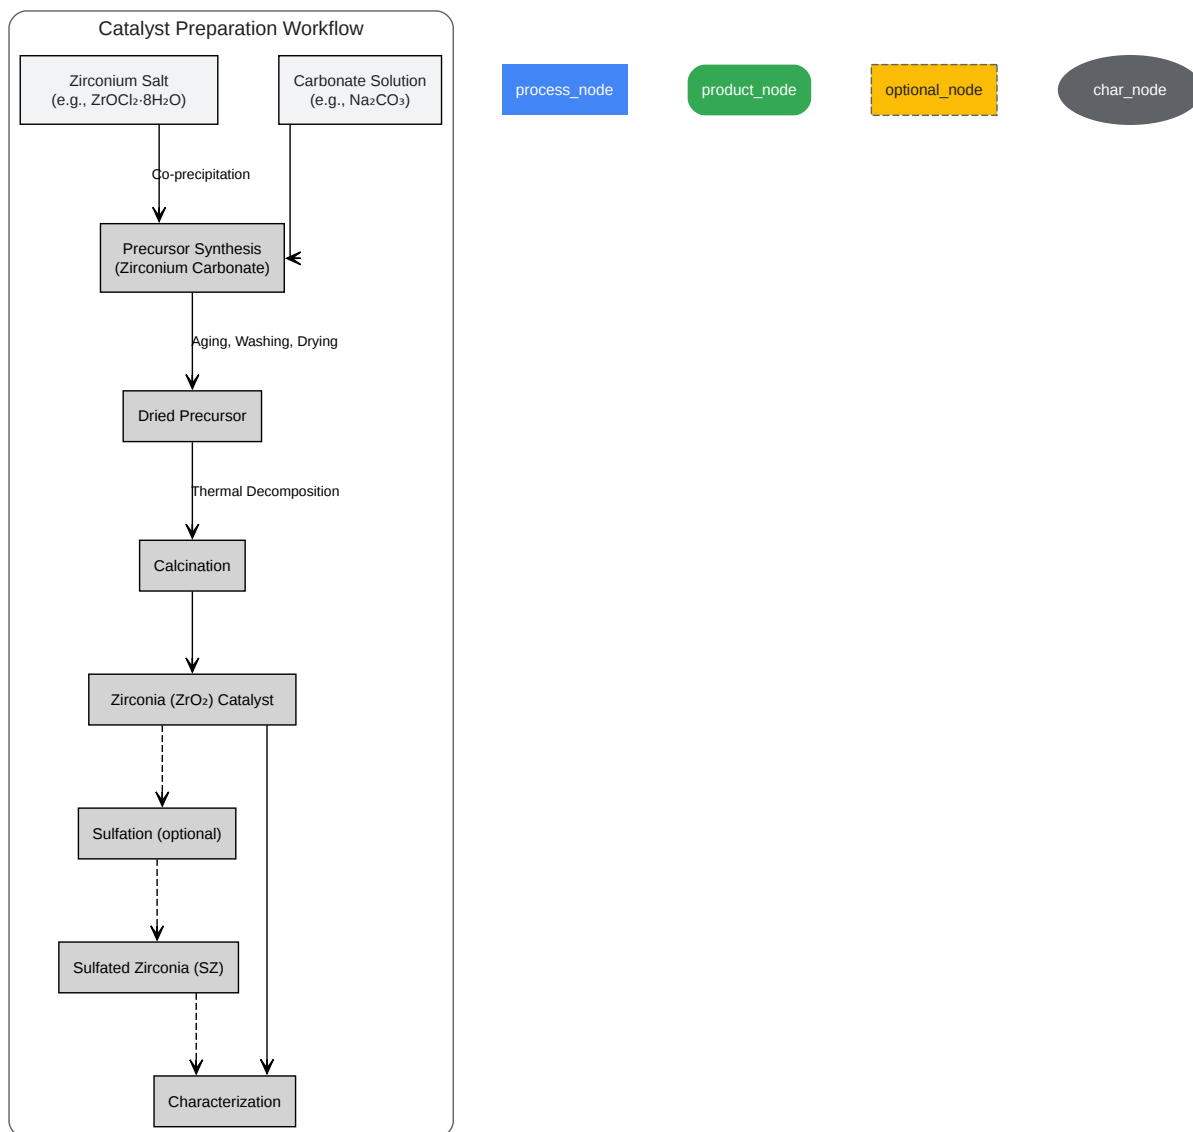 Catalyst Preparation Workflow
Zirconium Salt
(e.g., ZrOCl₂·8H₂O)
Carbonate Solution
(e.g., Na₂CO₃)
process_node
product_node
optional_node
char_node
Co-precipitation
Precursor Synthesis
(Zirconium Carbonate)
Aging, Washing, Drying
Dried Precursor
Thermal Decomposition
Calcination
Zirconia (ZrO₂) Catalyst
Sulfation (optional)
Sulfated Zirconia (SZ)
Characterization